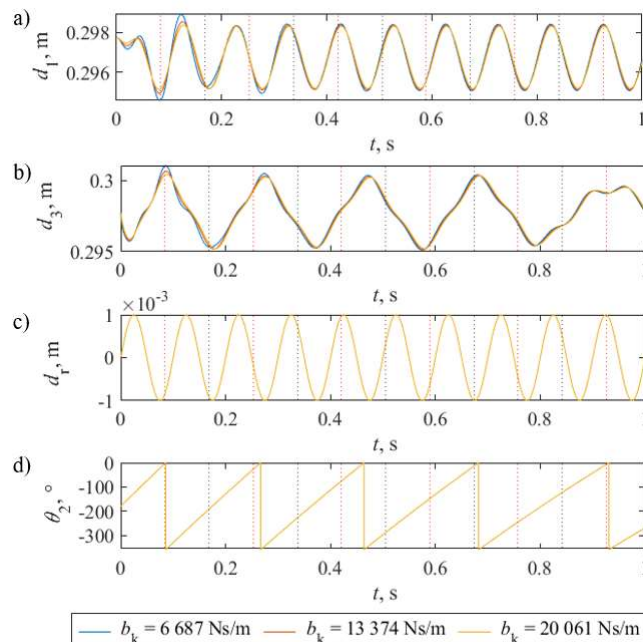 a)
0.298
0.296
d₁, m
0 0.2 0.4 0.6 0.8 1
t, s
b)
0.3
0.295
d₃, m
0 0.2 0.4 0.6 0.8
t, s
×10⁻³
c)
1
0
-1
dᵣ, m
0 0.2 0.4 0.6 0.8
t, s
d)
0
-100
-200
-300
θ₂, °
0 0.2 0.4 0.6 0.8
t, s
bₖ = 6 687 Ns/m bₖ = 13 374 Ns/m bₖ = 20 061 Ns/m